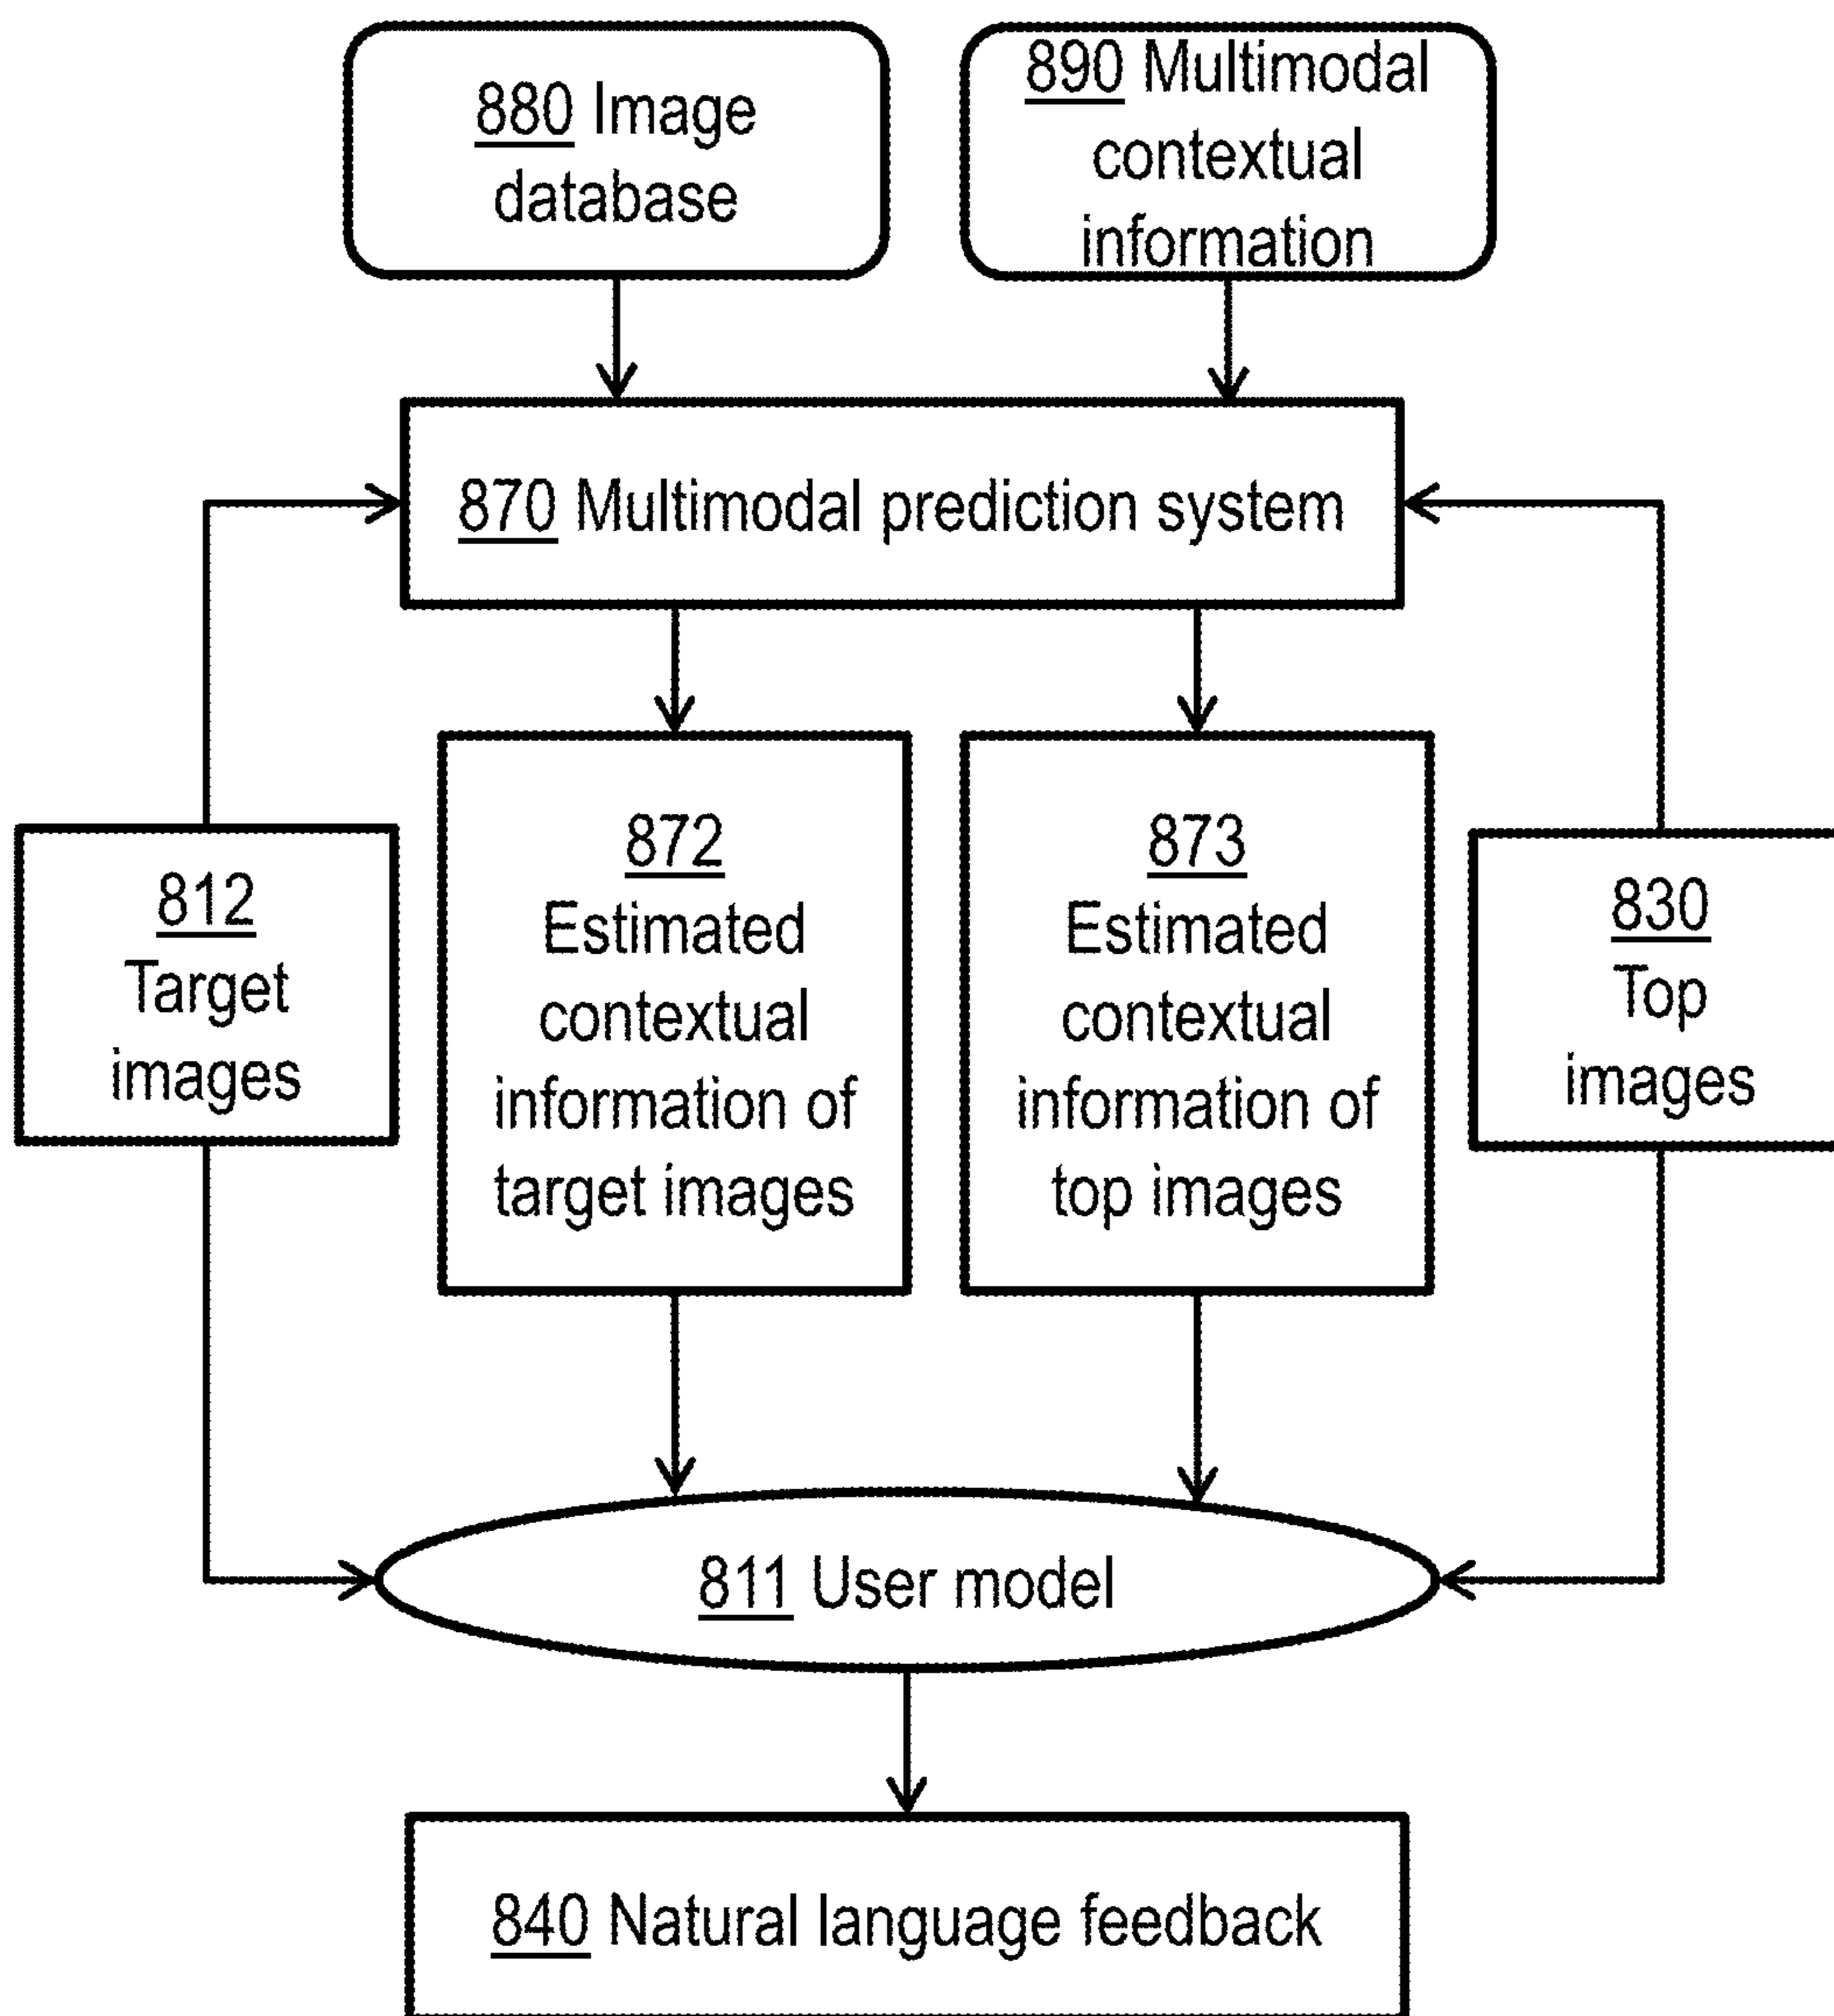 880 Image
database
890 Multimodal
contextual
information
870 Multimodal prediction system
812
Target
images
872
Estimated
contextual
information of
target images
873
Estimated
contextual
information of
top images
830
Top
images
811 User model
840 Natural language feedback